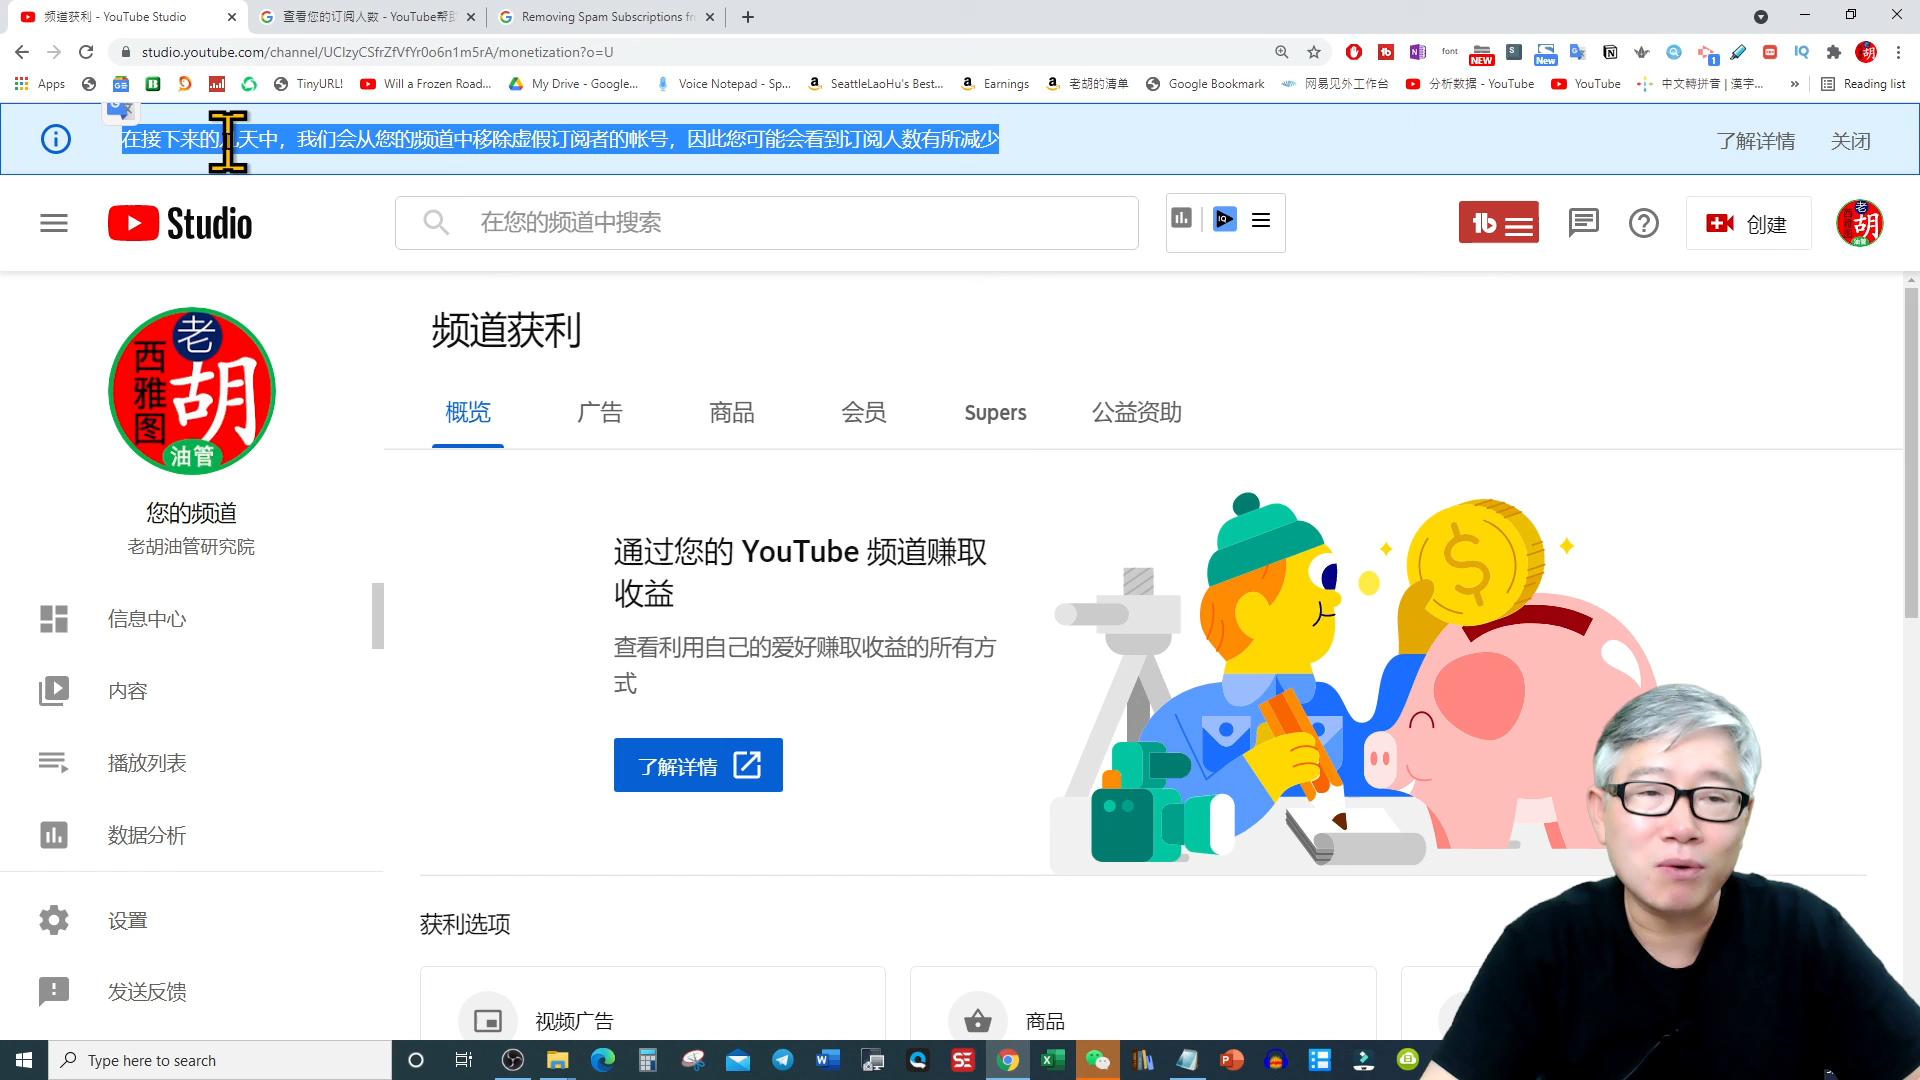 频道获利 - YouTube Studio
查看您的订阅人数 - YouTube帮
Removing Spam Subscriptions fr
studio.youtube.com/channel/UCIzyCSfrZfVfYr0o6n1m5rA/monetization?o=U
font
NEW
New
1
胡
Apps
TinyURL!
Will a Frozen Road...
My Drive - Google...
Voice Notepad - Sp...
SeattleLaoHu's Best...
Earnings
老胡的清单
Google Bookmark
网易见外工作台
分析数据 - YouTube
YouTube
中文轉拼音 | 漢字...
Reading list
在接下来的几天中，我们会从您的频道中移除虚假订阅者的帐号，因此您可能会看到订阅人数有所减少
了解详情
关闭
Studio
在您的频道中搜索
IQ
创建
老
西雅图
胡
油管
频道获利
概览
广告
商品
会员
Supers
公益资助
您的频道
老胡油管研究院
通过您的 YouTube 频道赚取
收益
信息中心
查看利用自己的爱好赚取收益的所有方
式
内容
播放列表
了解详情
数据分析
设置
获利选项
发送反馈
视频广告
商品
Type here to search